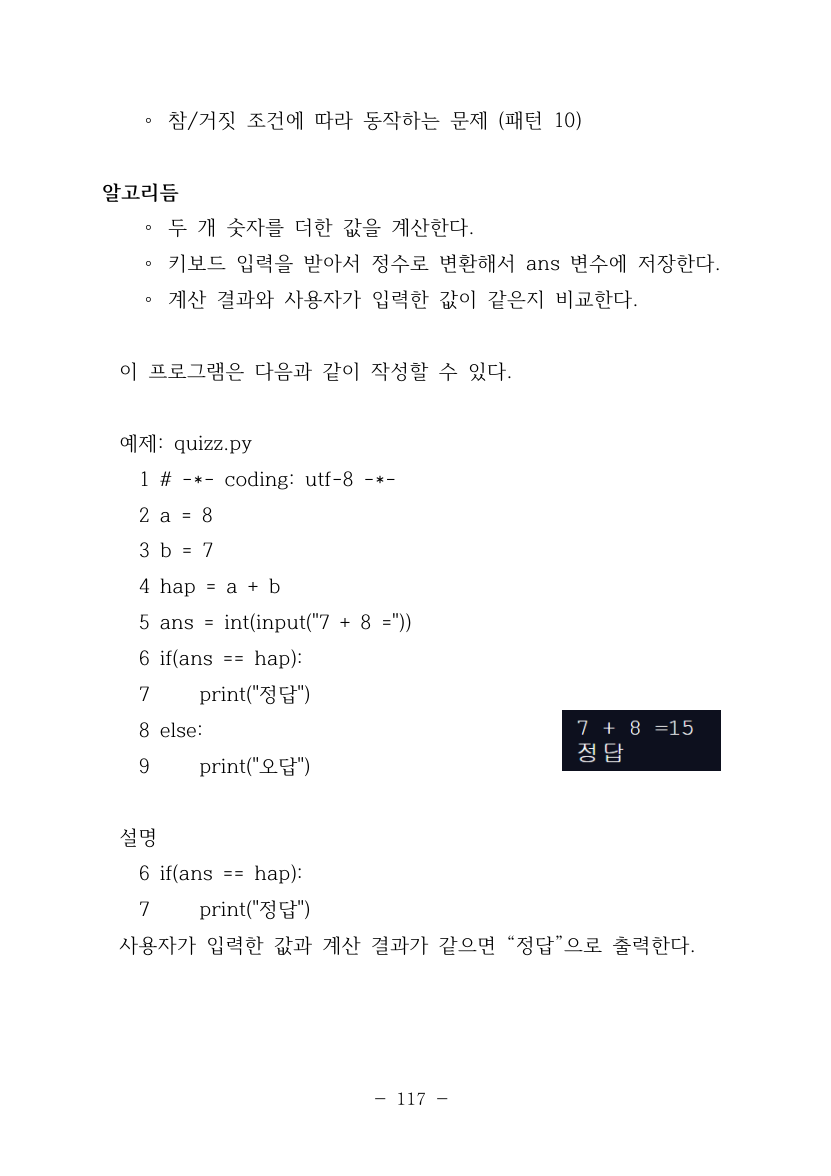 ◦ 참/거짓 조건에 따라 동작하는 문제 (패턴 10)
알고리듬
◦ 두 개 숫자를 더한 값을 계산한다.
◦ 키보드 입력을 받아서 정수로 변환해서 ans 변수에 저장한다.
◦ 계산 결과와 사용자가 입력한 값이 같은지 비교한다.
이 프로그램은 다음과 같이 작성할 수 있다.
예제: quizz.py
1 # -*- coding: utf-8 -*-
2 a = 8
3 b = 7
4 hap = a + b
5 ans = int(input("7 + 8 ="))
6 if(ans == hap):
7     print("정답")
8 else:
9     print("오답")
7 + 8 =15
정답
설명
6 if(ans == hap):
7     print("정답")
사용자가 입력한 값과 계산 결과가 같으면 “정답”으로 출력한다.
- 117 -